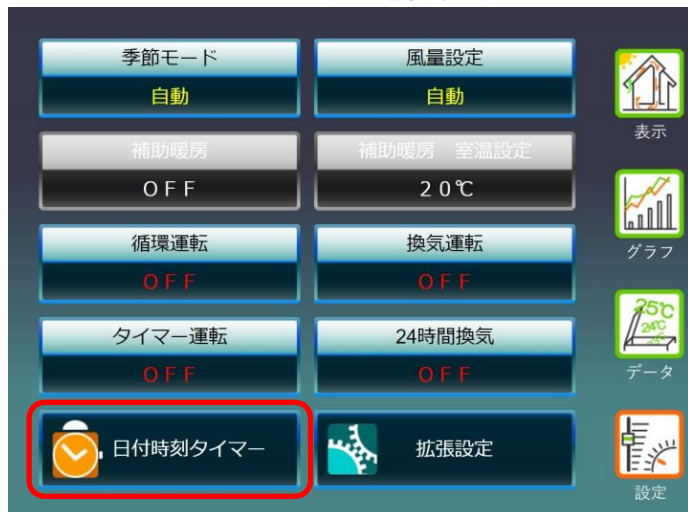 季節モード
風量設定
自動
自動
表示
補助暖房
補助暖房 室温設定
OFF
20℃
循環運転
換気運転
グラフ
OFF
OFF
25℃
24℃
タイマー運転
24時間換気
データ
OFF
OFF
日付時刻タイマー
拡張設定
設定